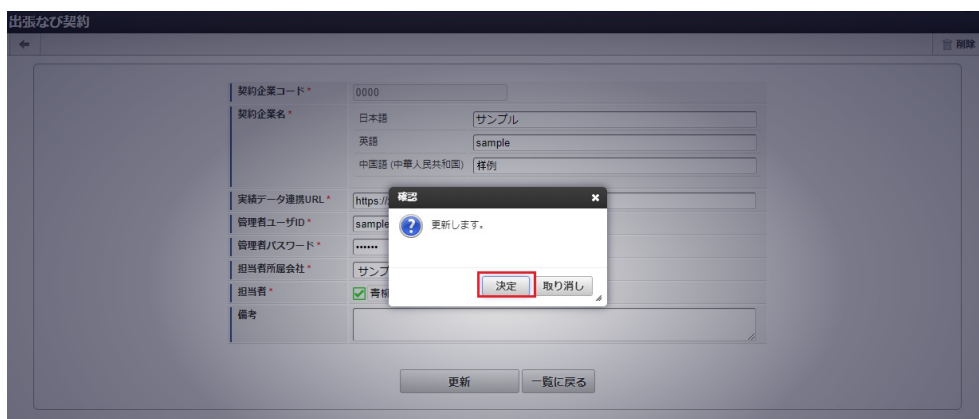 出張なび契約
削除
契約企業コード *
0000
契約企業名 *
日本語
サンプル
英語
sample
中国語 (中華人民共和国)
样例
実績データ連携URL *
https://
管理者ユーザID *
sample
管理者パスワード *
••••••
担当者所属会社 *
サンプ
担当者 *
青柳
備考
確認
更新します。
決定
取り消し
更新
一覧に戻る